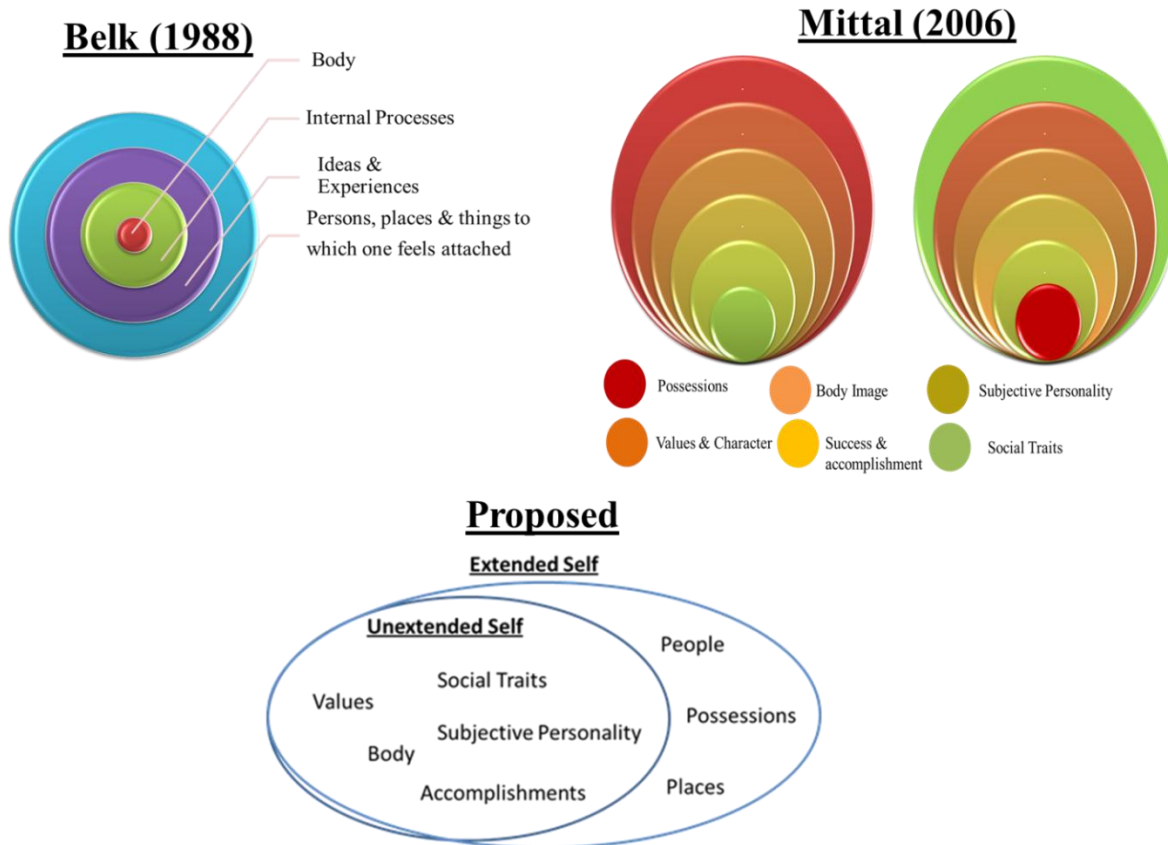 Belk (1988)
Body
Internal Processes
Ideas &
Experiences
Persons, places & things to
which one feels attached
Mittal (2006)
Possessions
Body Image
Subjective Personality
Values & Character
Success &
accomplishment
Social Traits
Proposed
Extended Self
Unextended Self
People
Social Traits
Values
Possessions
Subjective Personality
Body
Places
Accomplishments